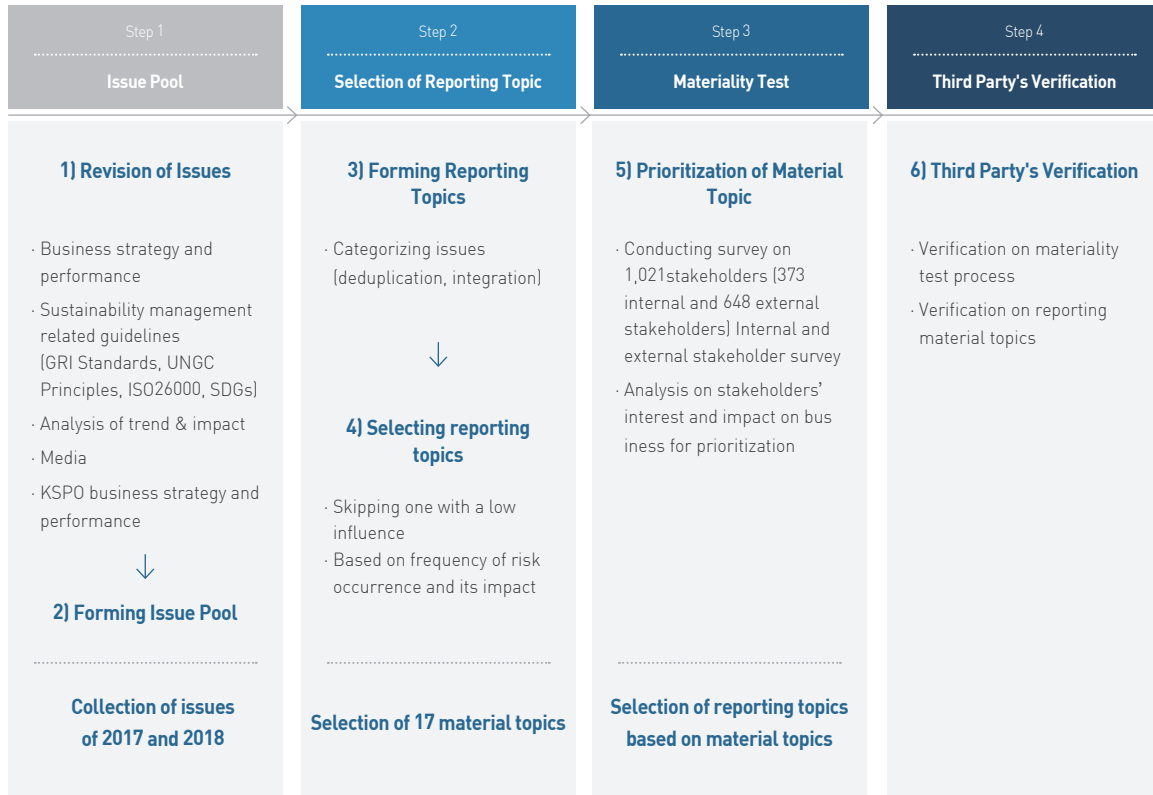 Step 1
Issue Pool
1) Revision of Issues
· Business strategy and
performance
· Sustainability management
related guidelines
(GRI Standards, UNGC
Principles, ISO26000, SDGs)
· Analysis of trend & impact
· Media
· KSPO business strategy and
performance
2) Forming Issue Pool
Collection of issues
of 2017 and 2018
Step 2
Selection of Reporting Topic
3) Forming Reporting
Topics
· Categorizing issues
(deduplication, integration)
4) Selecting reporting
topics
· Skipping one with a low
influence
· Based on frequency of risk
occurrence and its impact
Selection of 17 material topics
Step 3
Materiality Test
5) Prioritization of Material
Topic
· Conducting survey on
1,021stakeholders (373
internal and 648 external
stakeholders) Internal and
external stakeholder survey
· Analysis on stakeholders’
interest and impact on bus
iness for prioritization
Selection of reporting topics
based on material topics
Step 4
Third Party's Verification
6) Third Party's Verification
· Verification on materiality
test process
· Verification on reporting
material topics